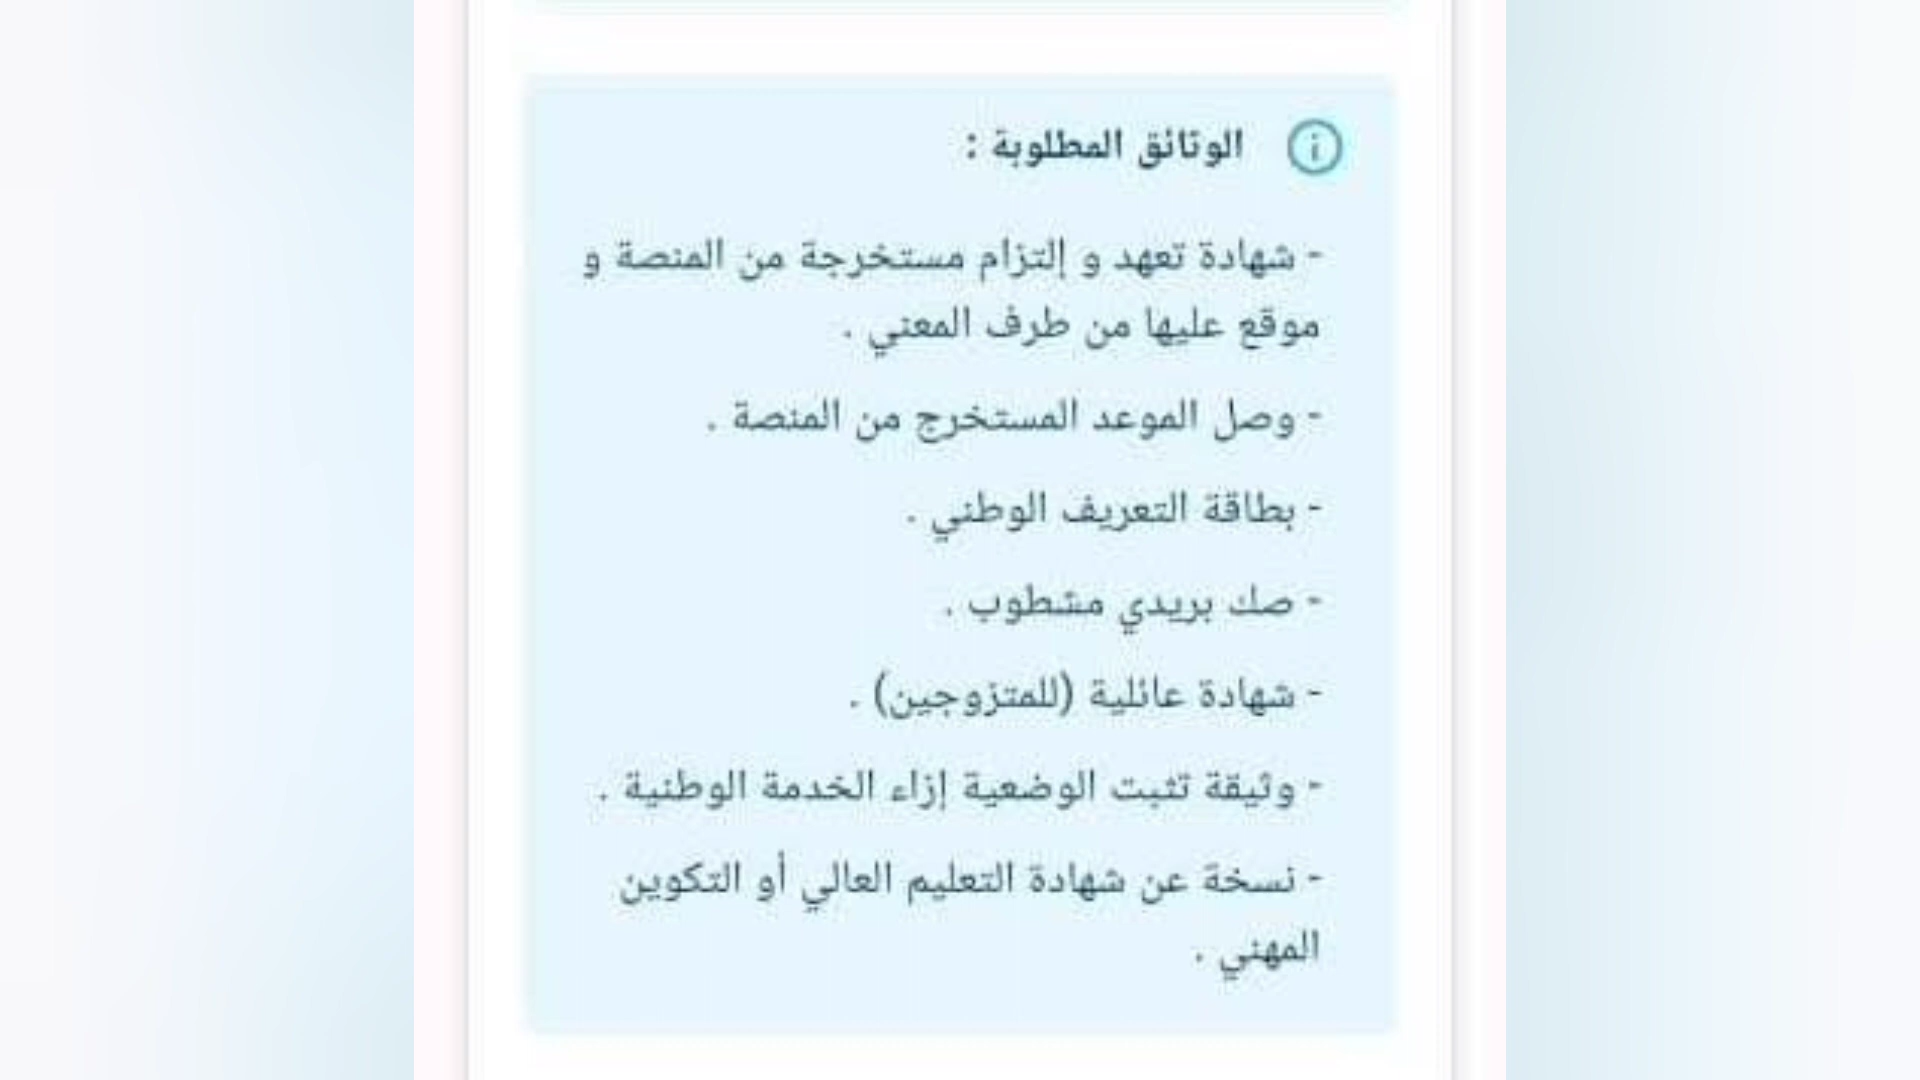 الوثائق المطلوبة :
- شهادة تعهد و إلتزام مستخرجة من المنصة و
موقع عليها من طرف المعني .
- وصل الموعد المستخرج من المنصة .
- بطاقة التعريف الوطني .
- صك بريدي مشطوب .
- شهادة عائلية (للمتزوجين) .
- وثيقة تثبت الوضعية إزاء الخدمة الوطنية .
- نسخة عن شهادة التعليم العالي أو التكوين
المهني .